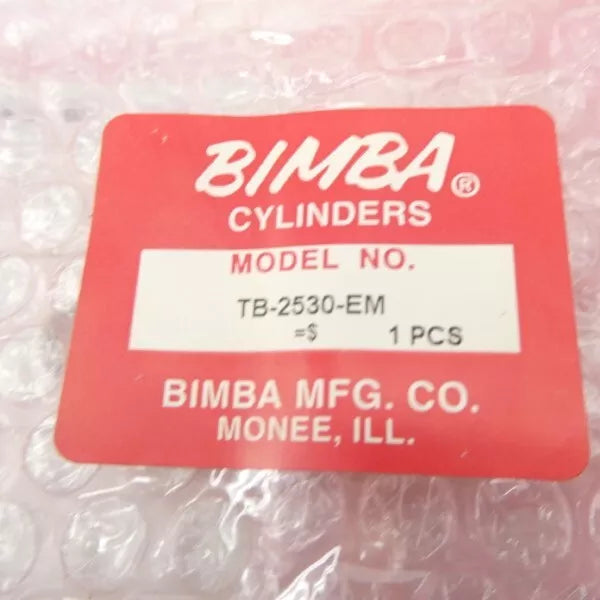 BIMBA®
CYLINDERS
MODEL NO.
TB-2530-EM
=$ 1 PCS
BIMBA MFG. CO.
MONEE, ILL.